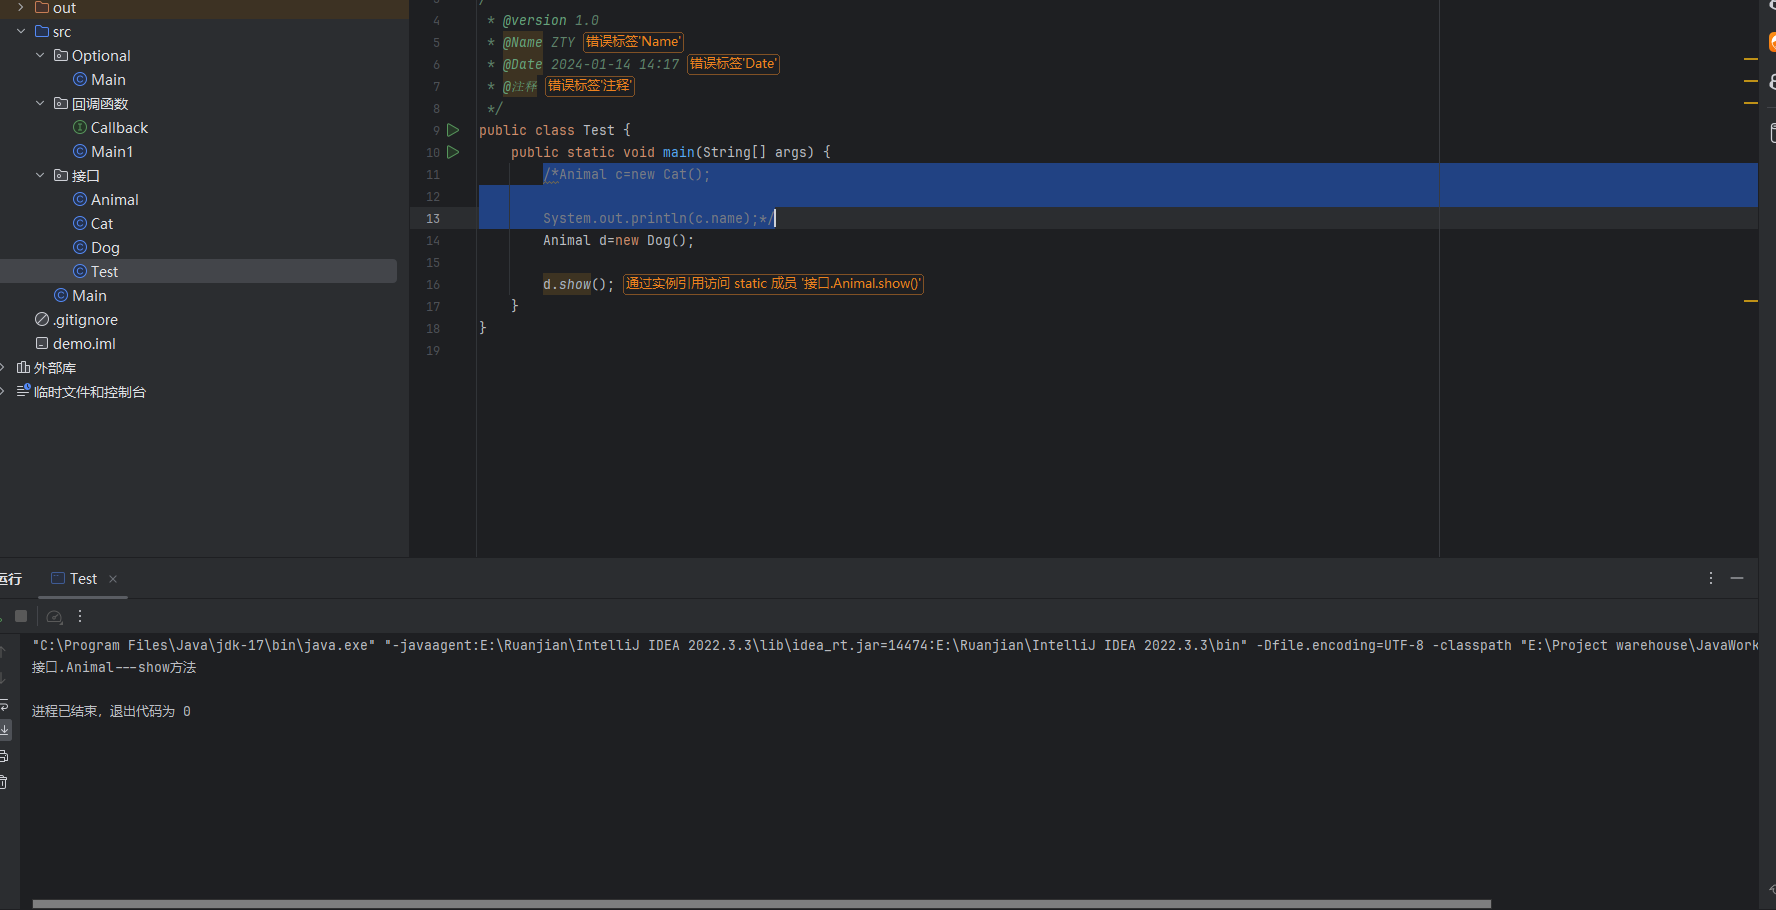 out
src
Optional
Main
回调函数
Callback
Main1
接口
Animal
Cat
Dog
Test
Main
.gitignore
demo.iml
外部库
临时文件和控制台
4 * @version 1.0
5 * @Name ZTY 错误标签'Name'
6 * @Date 2024-01-14 14:17 错误标签'Date'
7 * @注释 错误标签'注释'
8 */
9 public class Test {
10 public static void main(String[] args) {
11 /*Animal c=new Cat();
12
13 System.out.println(c.name);*/
14 Animal d=new Dog();
15
16 d.show(); 通过实例引用访问 static 成员 '接口.Animal.show()'
17 }
18 }
19
运行 Test
"C:\Program Files\Java\jdk-17\bin\java.exe" "-javaagent:E:\Ruanjian\IntelliJ IDEA 2022.3.3\lib\idea_rt.jar=14474:E:\Ruanjian\IntelliJ IDEA 2022.3.3\bin" -Dfile.encoding=UTF-8 -classpath "E:\Project warehouse\JavaWork
接口.Animal---show方法
进程已结束，退出代码为 0